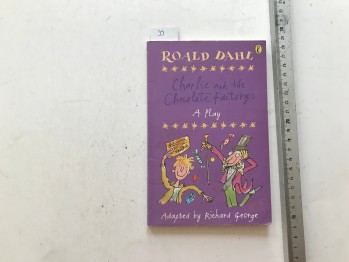 ROALD DAHL
Charlie and the
Chocolate Factory:
A Play
Adapted by Richard George